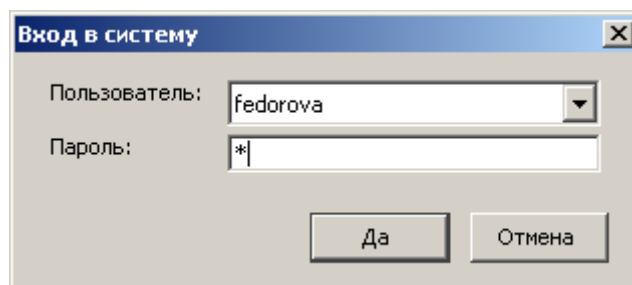 Вход в систему
Пользователь: fedorova
Пароль: *
Да Отмена